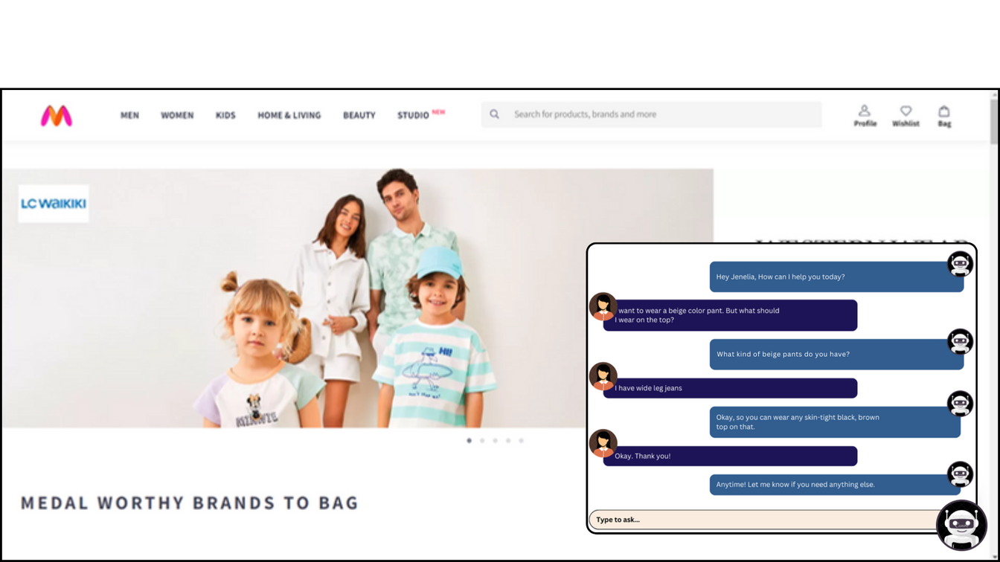 MEN WOMEN KIDS HOME & LIVING BEAUTY STUDIO NEW Search for products, brands and more
Profile Wishlist Bag
LC WAIKIKI
HI!
MINNIE
WESTERN WEAR
Hey Jenelia, How can I help you today?
want to wear a beige color pant. But what should
I wear on the top?
What kind of beige pants do you have?
I have wide leg jeans
Okay, so you can wear any skin-tight black, brown
top on that.
Okay. Thank you!
Anytime! Let me know if you need anything else.
Type to ask...
MEDAL WORTHY BRANDS TO BAG